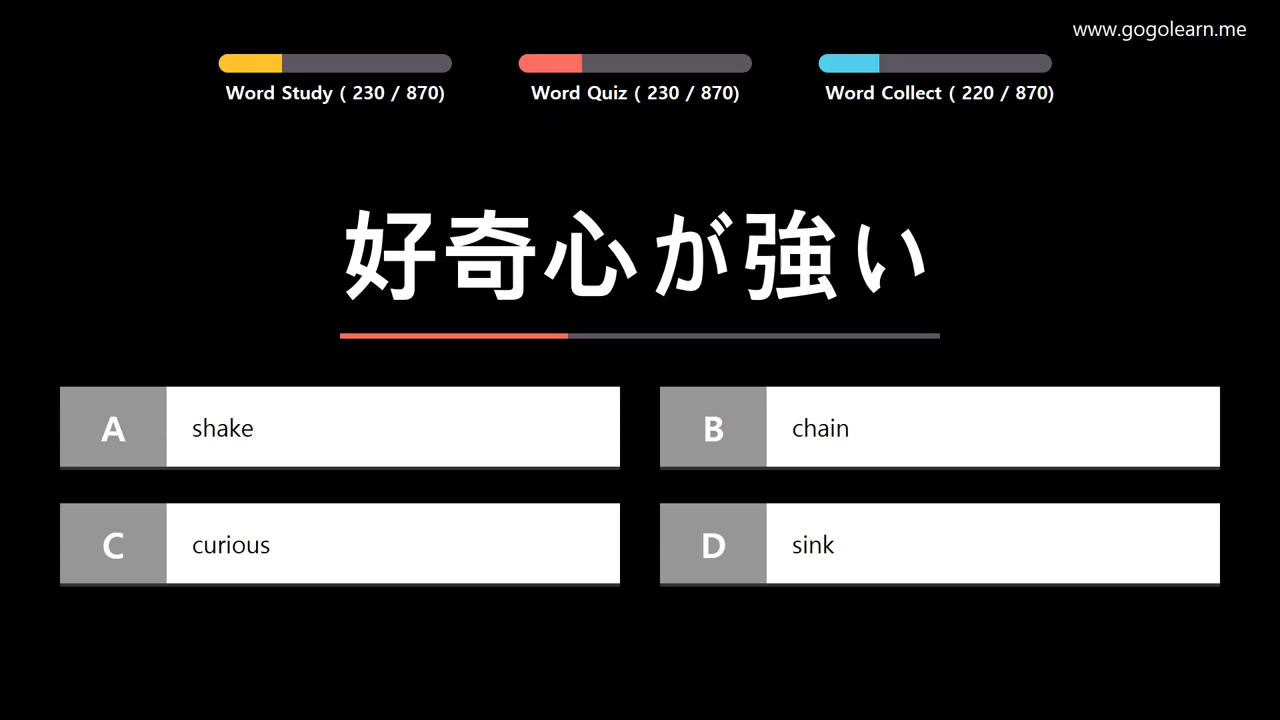 www.gogolearn.me
Word Study ( 230 / 870)
Word Quiz ( 230 / 870)
Word Collect ( 220 / 870)
好奇心が強い
A shake
B chain
C curious
D sink